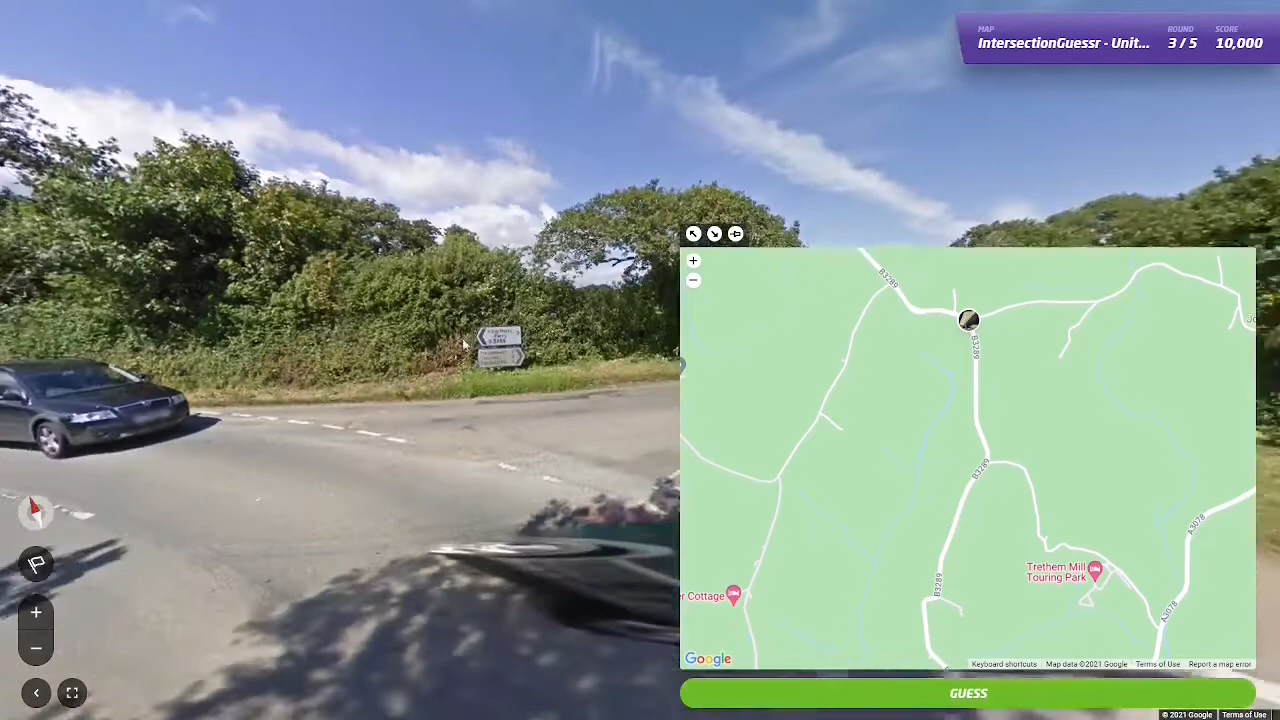 MAP
IntersectionGuessr - Unit...
ROUND
3 / 5
SCORE
10,000
B3289
B3289
B3289
B3289
A3078
A3078
Trethem Mill
Touring Park
er Cottage
Google
Keyboard shortcuts
Map data ©2021 Google
Terms of Use
Report a map error
GUESS
© 2021 Google
Terms of Use